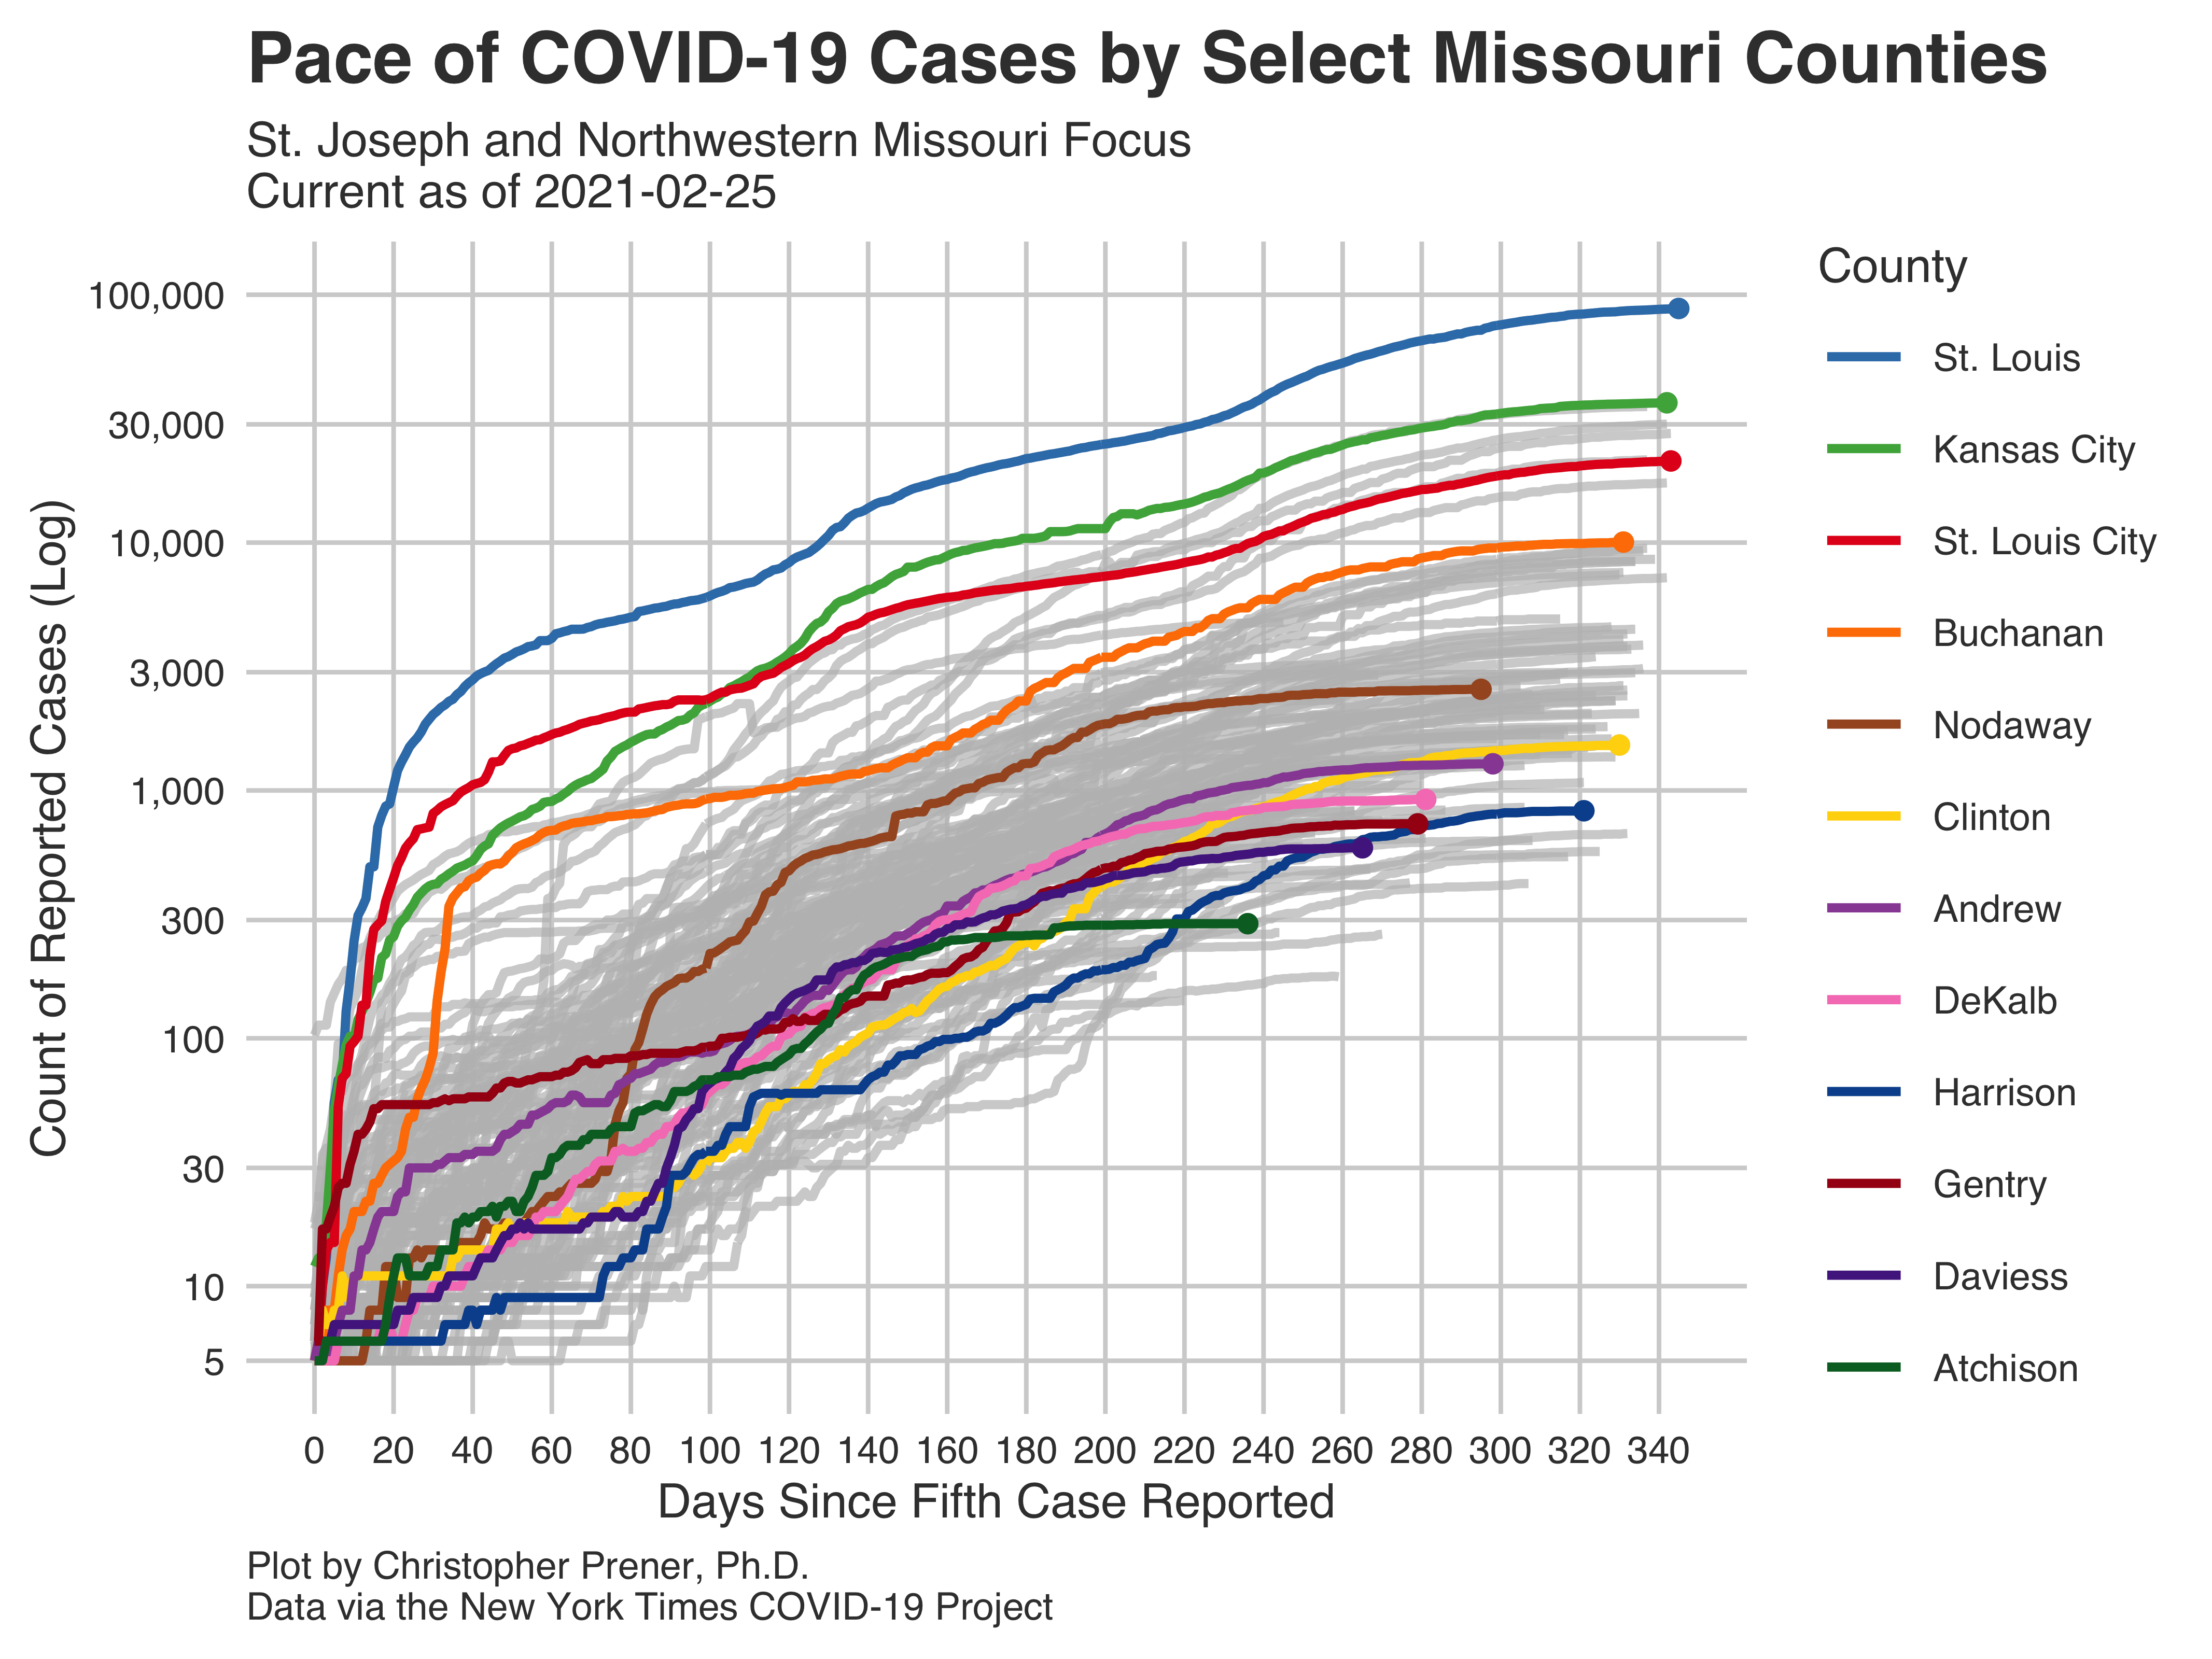 Pace of COVID-19 Cases by Select Missouri Counties
St. Joseph and Northwestern Missouri Focus
Current as of 2021-02-25
Count of Reported Cases (Log)
100,000
30,000
10,000
3,000
1,000
300
100
30
10
5
0 20 40 60 80 100 120 140 160 180 200 220 240 260 280 300 320 340
Days Since Fifth Case Reported
County
St. Louis
Kansas City
St. Louis City
Buchanan
Nodaway
Clinton
Andrew
DeKalb
Harrison
Gentry
Daviess
Atchison
Plot by Christopher Prener, Ph.D.
Data via the New York Times COVID-19 Project